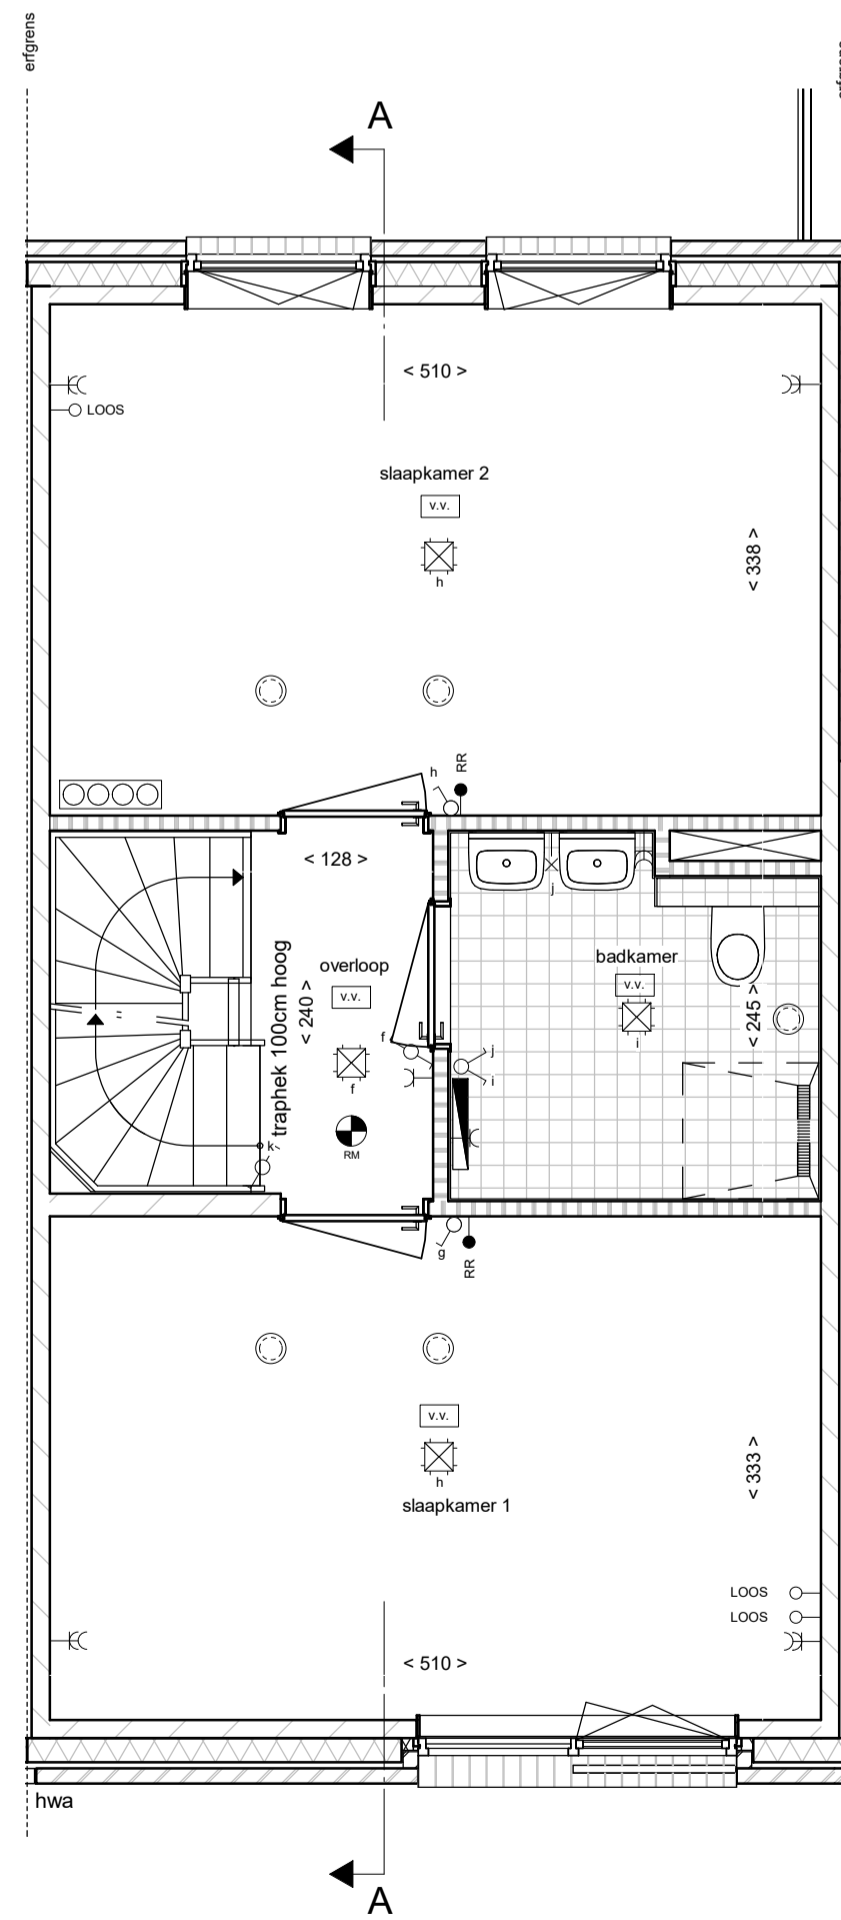 erfgrens
A
< 510 >
LOOS
slaapkamer 2
v.v.
h
< 338 >
h
RR
< 128 >
j
overloop
v.v.
badkamer
v.v.
traphek 100cm hoog
< 240 >
< 245 >
f
j
i
i
f
k
RM
g
RR
v.v.
h
slaapkamer 1
< 333 >
LOOS
LOOS
< 510 >
hwa
A